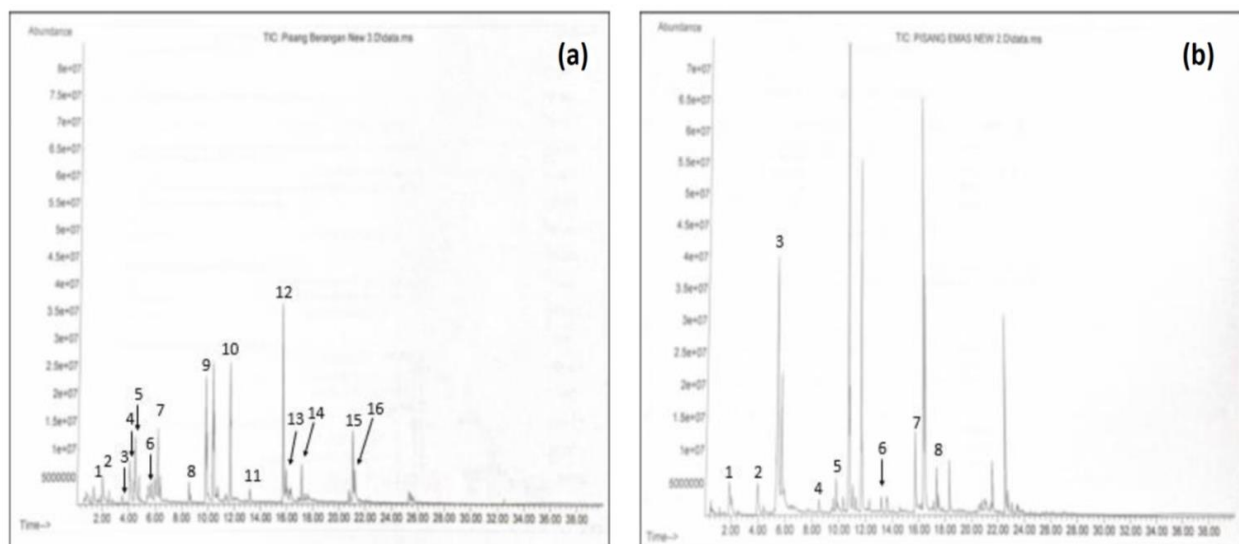 Abundance
TIC: Pisang Berangan New 3.D\data.ms
(a)
8e+07
7.5e+07
7e+07
6.5e+07
6e+07
5.5e+07
5e+07
4.5e+07
4e+07
3.5e+07
3e+07
2.5e+07
2e+07
1.5e+07
1e+07
5000000
1 2 3 4 5 6 7 8 9 10 11 12 13 14 15 16
2.00 4.00 6.00 8.00 10.00 12.00 14.00 16.00 18.00 20.00 22.00 24.00 26.00 28.00 30.00 32.00 34.00 36.00 38.00
Time-->
Abundance
TIC: PISANG EMAS NEW 2.D\data.ms
(b)
7e+07
6.5e+07
6e+07
5.5e+07
5e+07
4.5e+07
4e+07
3.5e+07
3e+07
2.5e+07
2e+07
1.5e+07
1e+07
5000000
1 2 3 4 5 6 7 8
2.00 4.00 6.00 8.00 10.00 12.00 14.00 16.00 18.00 20.00 22.00 24.00 26.00 28.00 30.00 32.00 34.00 36.00 38.00
Time-->